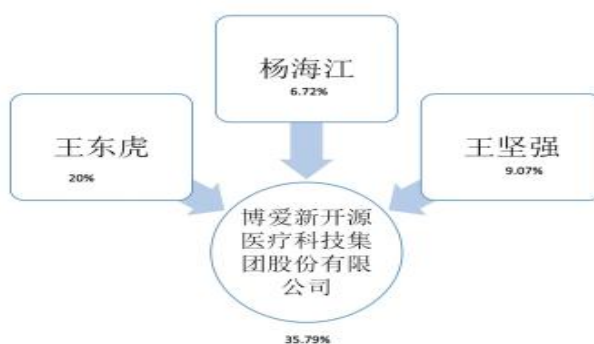 杨海江
6.72%
王东虎
20%
王坚强
9.07%
博爱新开源
医疗科技集
团股份有限
公司
35.79%